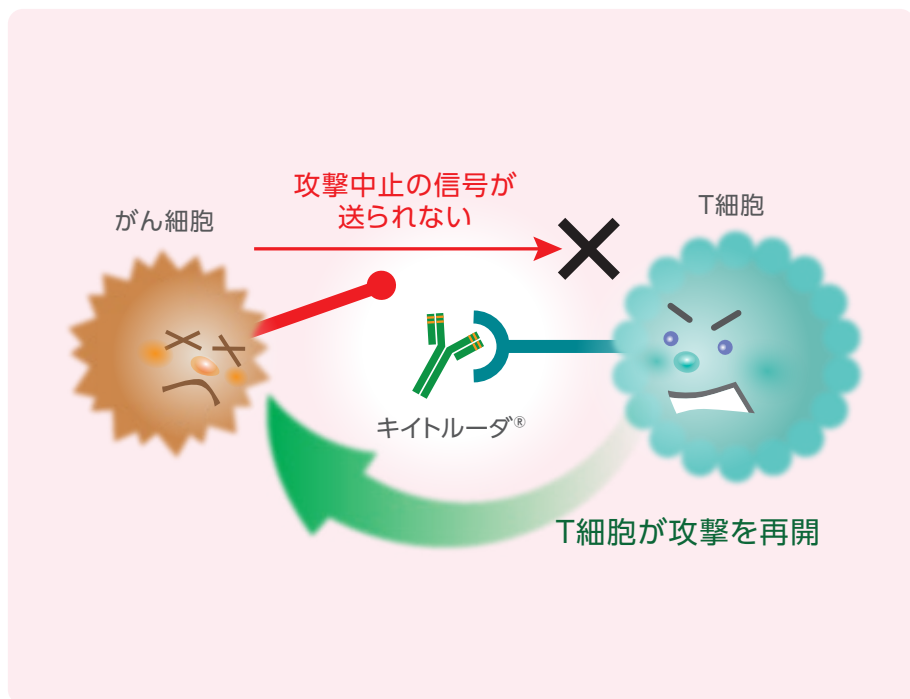 攻撃中止の信号が
送られない
がん細胞
T細胞
キイトルーダ®
T細胞が攻撃を再開